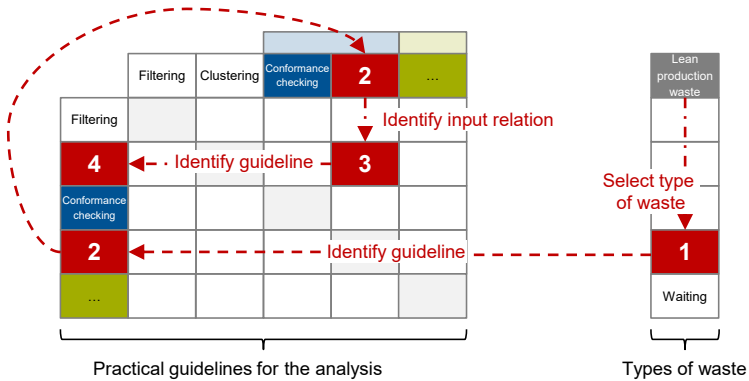 Filtering
Clustering
Conformance
checking
2
...
Lean
production
waste
Filtering
Identify input relation
4
Identify guideline
3
Select type
of waste
Conformance
checking
2
Identify guideline
1
...
Waiting
Practical guidelines for the analysis
Types of waste